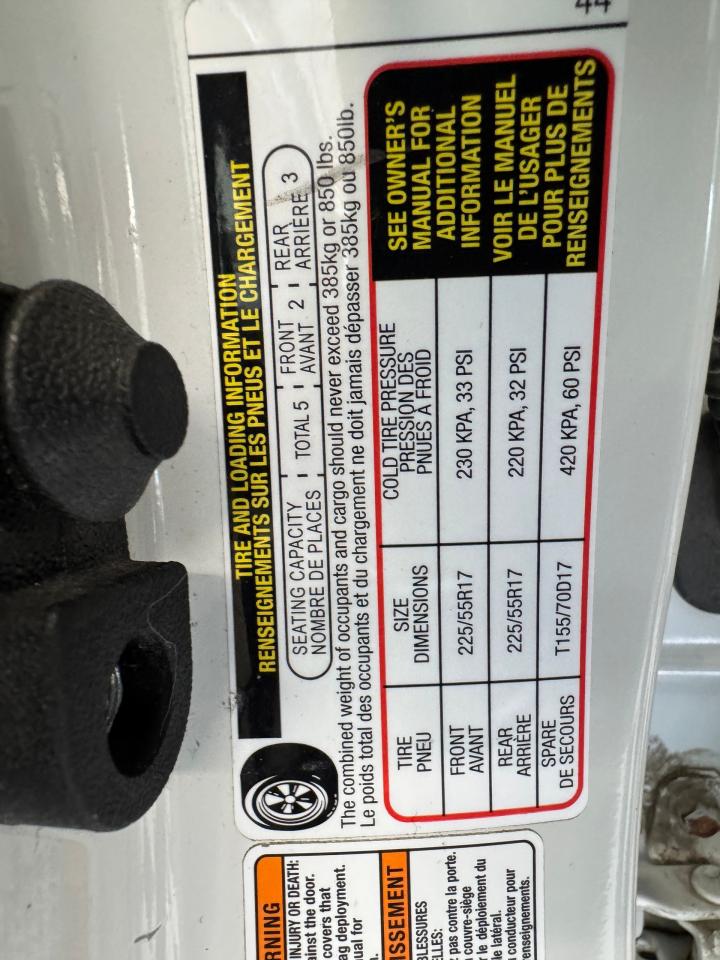 44
TIRE AND LOADING INFORMATION
RENSEIGNEMENTS SUR LES PNEUS ET LE CHARGEMENT
SEATING CAPACITY
NOMBRE DE PLACES
TOTAL 5
FRONT
AVANT 2
REAR
ARRIÈRE 3
The combined weight of occupants and cargo should never exceed 385kg or 850 lbs.
Le poids total des occupants et du chargement ne doit jamais dépasser 385kg ou 850lb.
TIRE
PNEU
SIZE
DIMENSIONS
COLD TIRE PRESSURE
PRESSION DES
PNUES À FROID
SEE OWNER'S
MANUAL FOR
ADDITIONAL
INFORMATION
VOIR LE MANUEL
DE L'USAGER
POUR PLUS DE
RENSEIGNEMENTS
FRONT
AVANT
225/55R17
230 KPA, 33 PSI
REAR
ARRIÈRE
225/55R17
220 KPA, 32 PSI
SPARE
DE SECOURS
T155/70D17
420 KPA, 60 PSI
RNING
INJURY OR DEATH:
inst the door.
covers that
ag deployment.
ual for
ISSEMENT
BLESSURES
ELLES:
pas contre la porte.
couvre-siège
r le déploiement du
le latéral.
conducteur pour
renseignements.